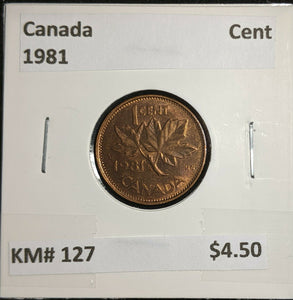 Canada Cent
1981
1 CENT
1981
CANADA
KM# 127 $4.50